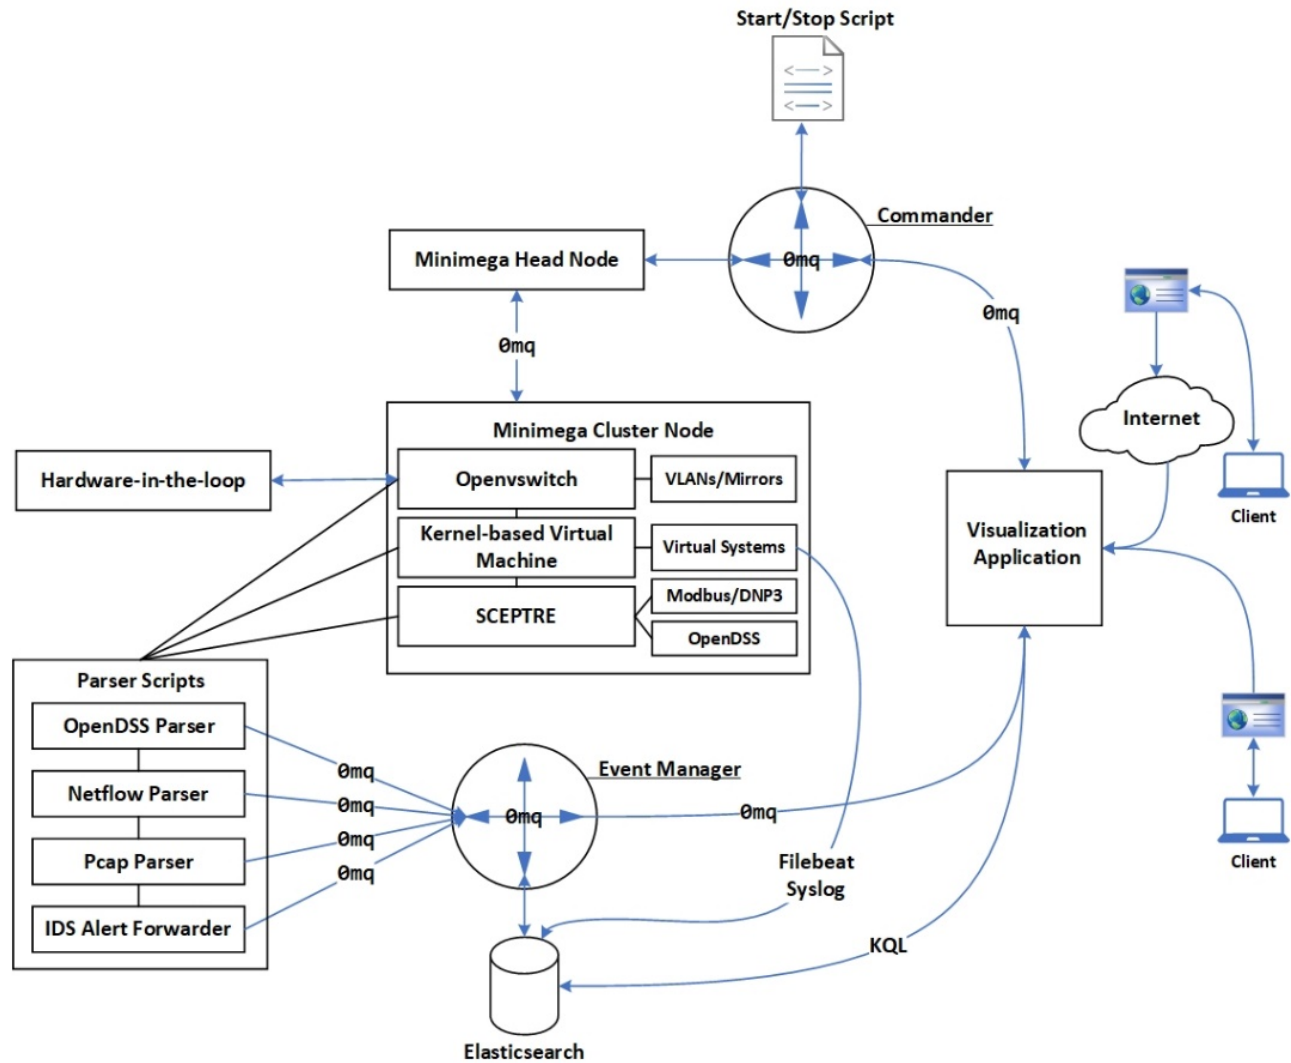 Start/Stop Script
Commander
Minimega Head Node
0mq
0mq
0mq
Internet
Minimega Cluster Node
Hardware-in-the-loop
Openvswitch
VLANs/Mirrors
Client
Kernel-based Virtual
Machine
Virtual Systems
Visualization
Application
SCEPTRE
Modbus/DNP3
OpenDSS
Parser Scripts
OpenDSS Parser
Netflow Parser
Pcap Parser
IDS Alert Forwarder
0mq
0mq
0mq
0mq
Event Manager
0mq
0mq
Filebeat
Syslog
Client
KQL
Elasticsearch